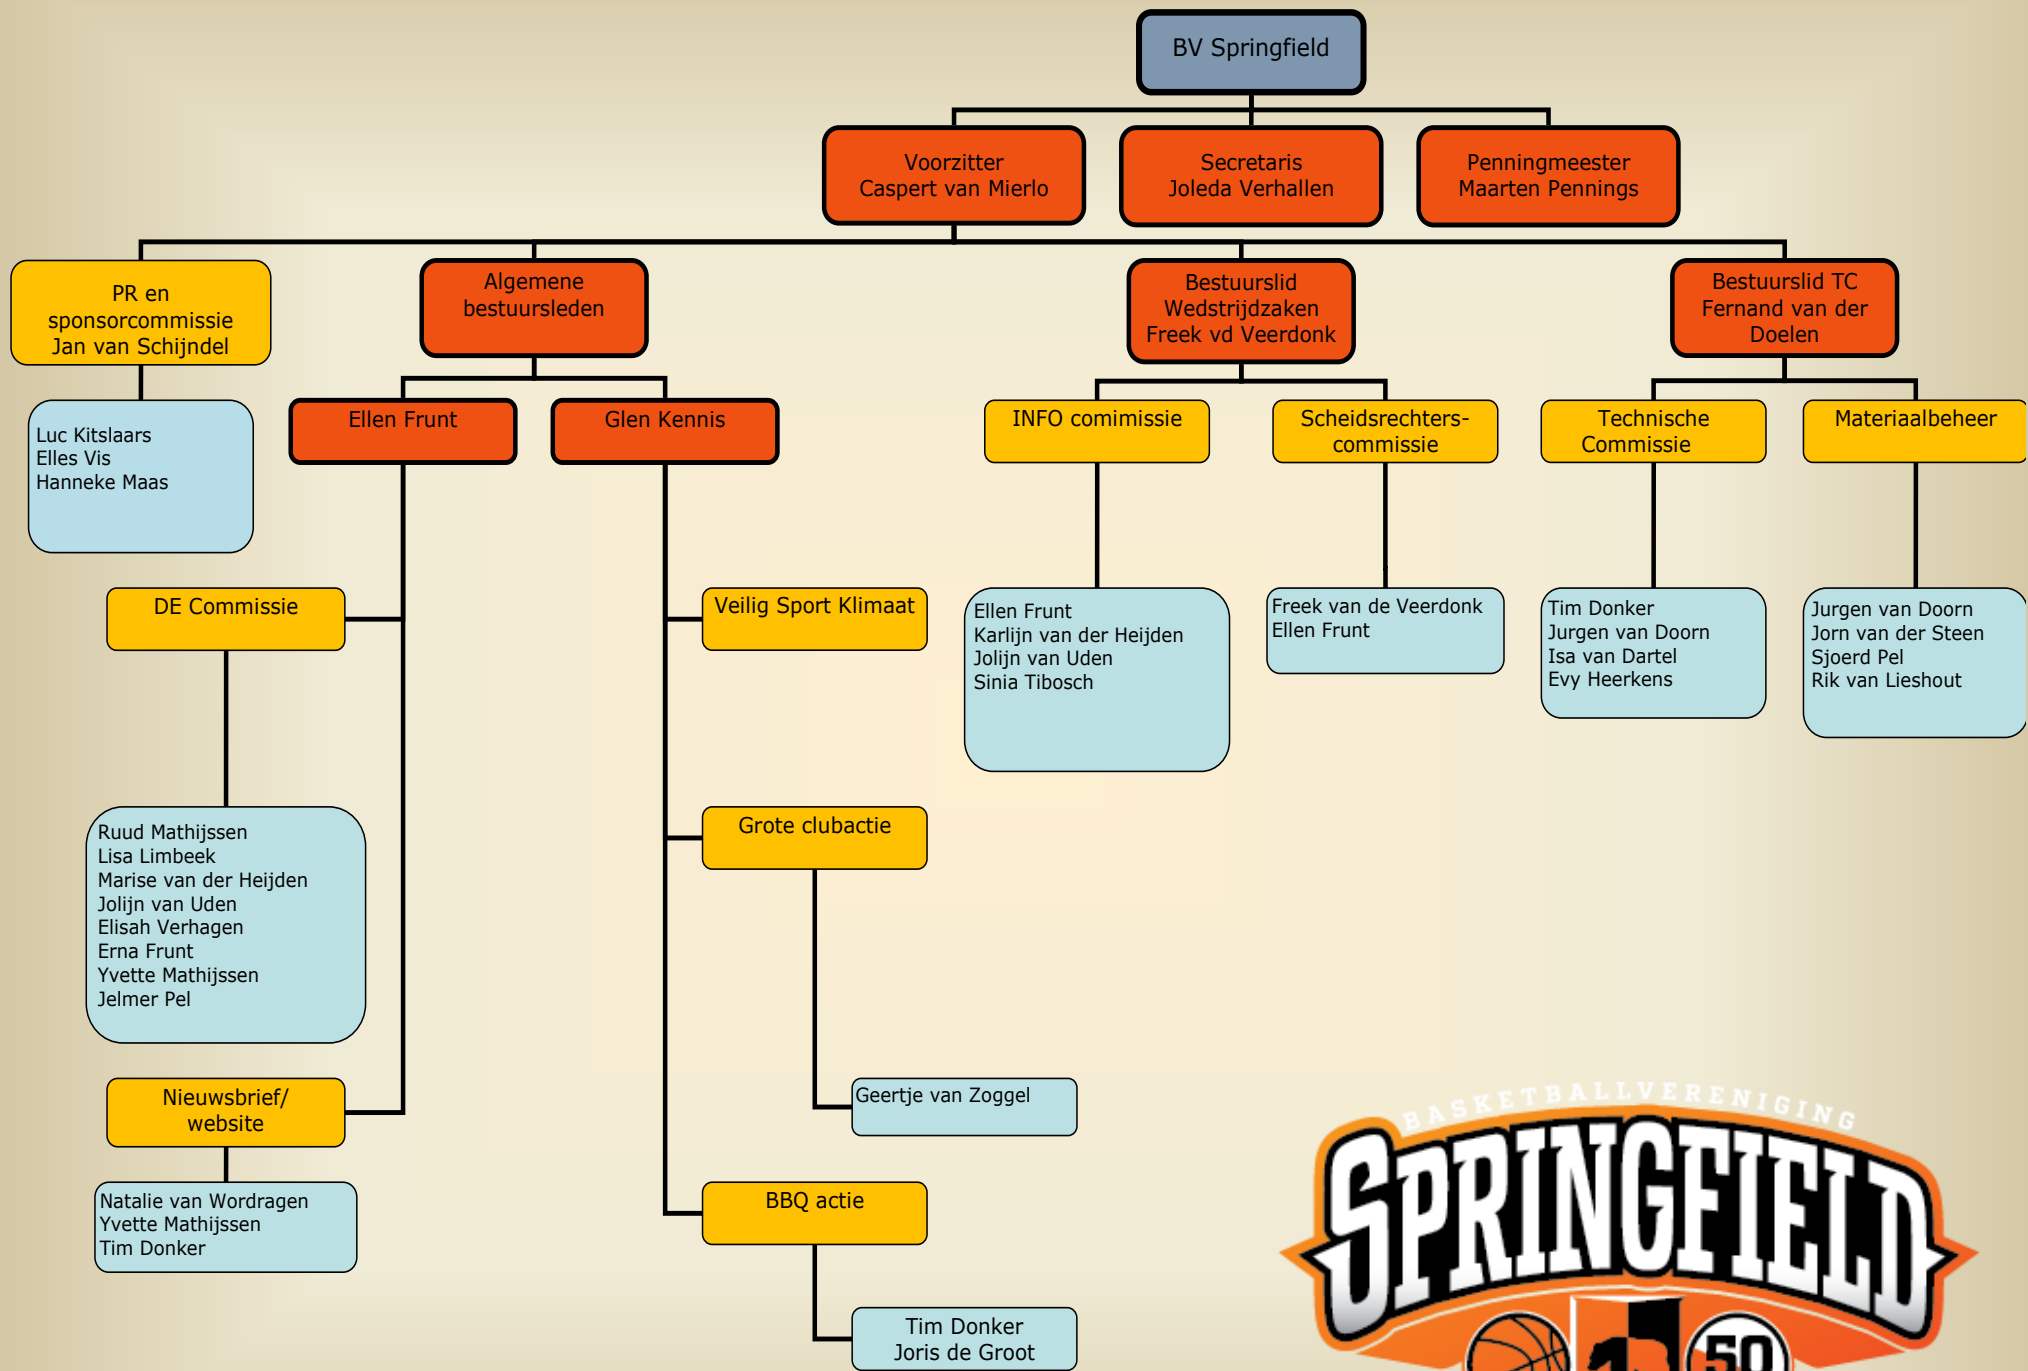 BV Springfield
Voorzitter
Caspert van Mierlo
Secretaris
Joleda Verhallen
Penningmeester
Maarten Pennings
PR en
sponsorcommissie
Jan van Schijndel
Algemene
bestuursleden
Bestuurslid
Wedstrijdzaken
Freek vd Veerdonk
Bestuurslid TC
Fernand van der
Doelen
Luc Kitslaars
Elles Vis
Hanneke Maas
Ellen Frunt
Glen Kennis
INFO comimissie
Scheidsrechters-
commissie
Technische
Commissie
Materiaalbeheer
DE Commissie
Veilig Sport Klimaat
Ellen Frunt
Karlijn van der Heijden
Jolijn van Uden
Sinia Tibosch
Freek van de Veerdonk
Ellen Frunt
Tim Donker
Jurgen van Doorn
Isa van Dartel
Evy Heerkens
Jurgen van Doorn
Jorn van der Steen
Sjoerd Pel
Rik van Lieshout
Ruud Mathijssen
Lisa Limbeek
Marise van der Heijden
Jolijn van Uden
Elisah Verhagen
Erna Frunt
Yvette Mathijssen
Jelmer Pel
Grote clubactie
Geertje van Zoggel
Nieuwsbrief/
website
Natalie van Wordragen
Yvette Mathijssen
Tim Donker
BBQ actie
Tim Donker
Joris de Groot
BASKETBALLVERENIGING
SPRINGFIELD
50